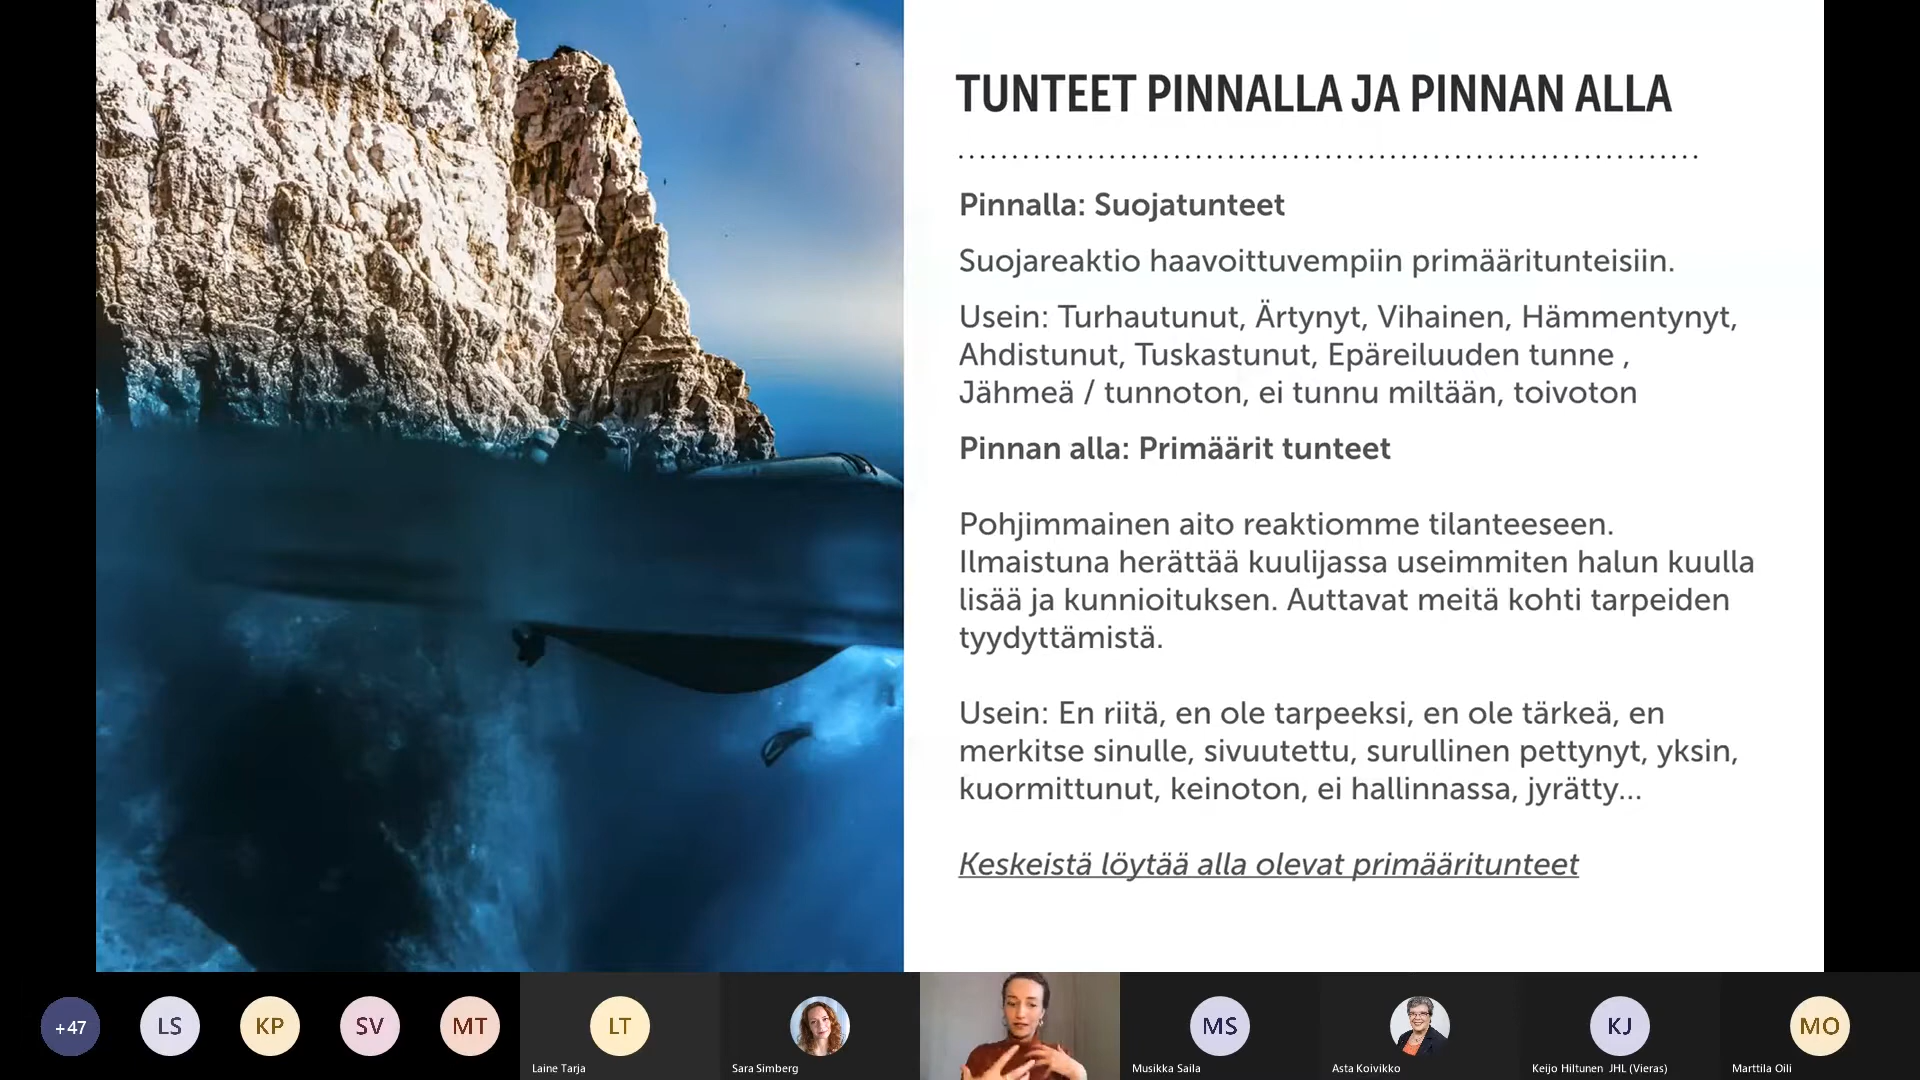 TUNTEET PINNALLA JA PINNAN ALLA
Pinnalla: Suojatunteet
Suojareaktio haavoittuvempiin primääritunteisiin.
Usein: Turhautunut, Ärtynyt, Vihainen, Hämmentynyt,
Ahdistunut, Tuskastunut, Epäreiluuden tunne ,
Jähmeä / tunnoton, ei tunnu miltään, toivoton
Pinnan alla: Primäärit tunteet
Pohjimmainen aito reaktiomme tilanteeseen.
Ilmaistuna herättää kuulijassa useimmiten halun kuulla
lisää ja kunnioituksen. Auttavat meitä kohti tarpeiden
tyydyttämistä.
Usein: En riitä, en ole tarpeeksi, en ole tärkeä, en
merkitse sinulle, sivuutettu, surullinen pettynyt, yksin,
kuormittunut, keinoton, ei hallinnassa, jyrätty...
Keskeistä löytää alla olevat primääritunteet
+47
LS
KP
SV
MT
LT
Laine Tarja
Sara Simberg
MS
Musikka Saila
Asta Koivikko
KJ
Keijo Hiltunen JHL (Vieras)
MO
Marttila Oili